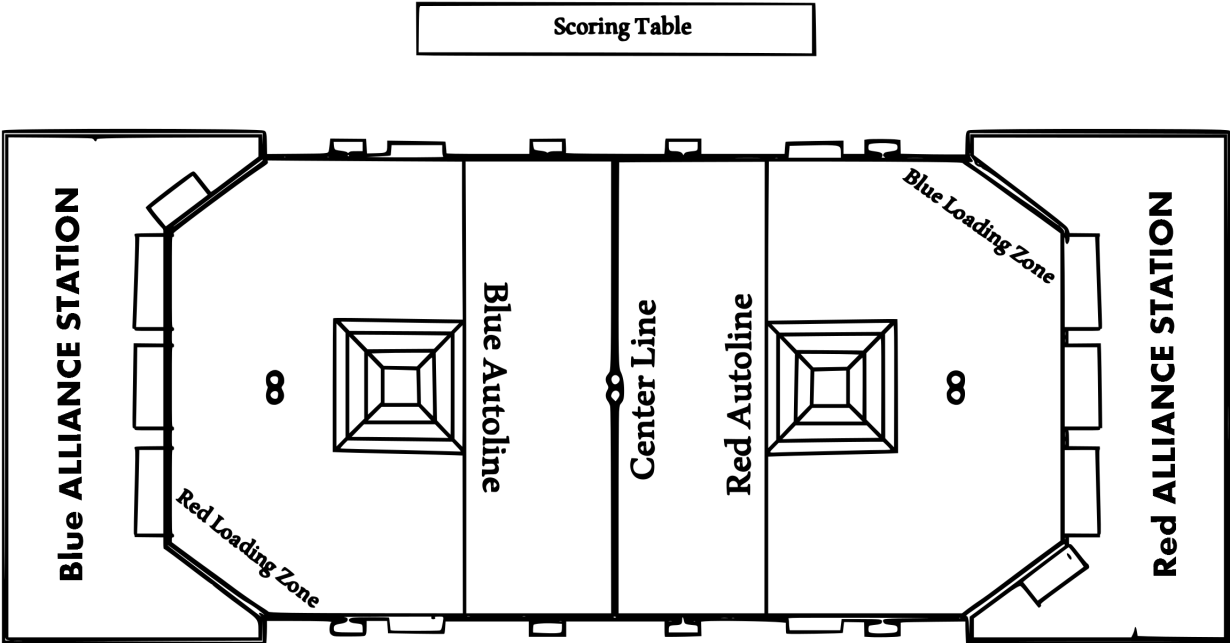 Scoring Table
Blue ALLIANCE STATION
Red Loading Zone
Blue Autoline
Center Line
Red Autoline
Blue Loading Zone
Red ALLIANCE STATION